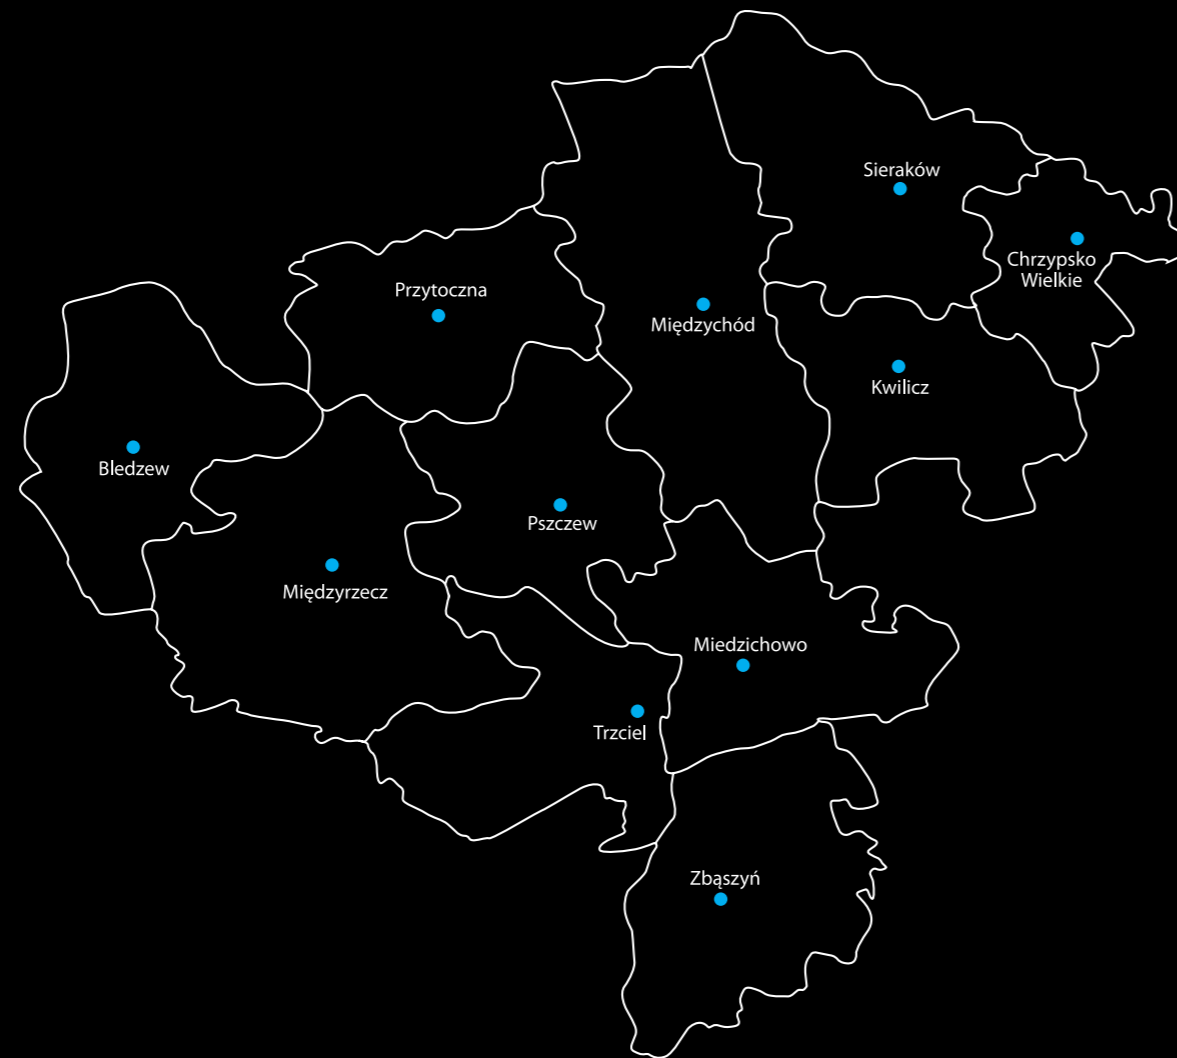 Sieraków
Chrzypsko
Wielkie
Przytoczna
Międzychód
Kwilicz
Bledzew
Pszczew
Międzyrzecz
Miedzichowo
Trzciel
Zbąszyń